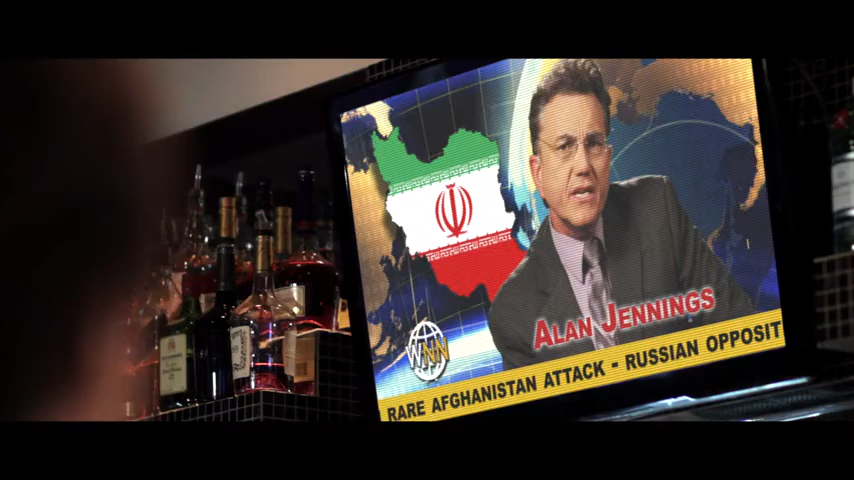 ALAN JENNINGS
WNN
RARE AFGHANISTAN ATTACK - RUSSIAN OPPOSIT